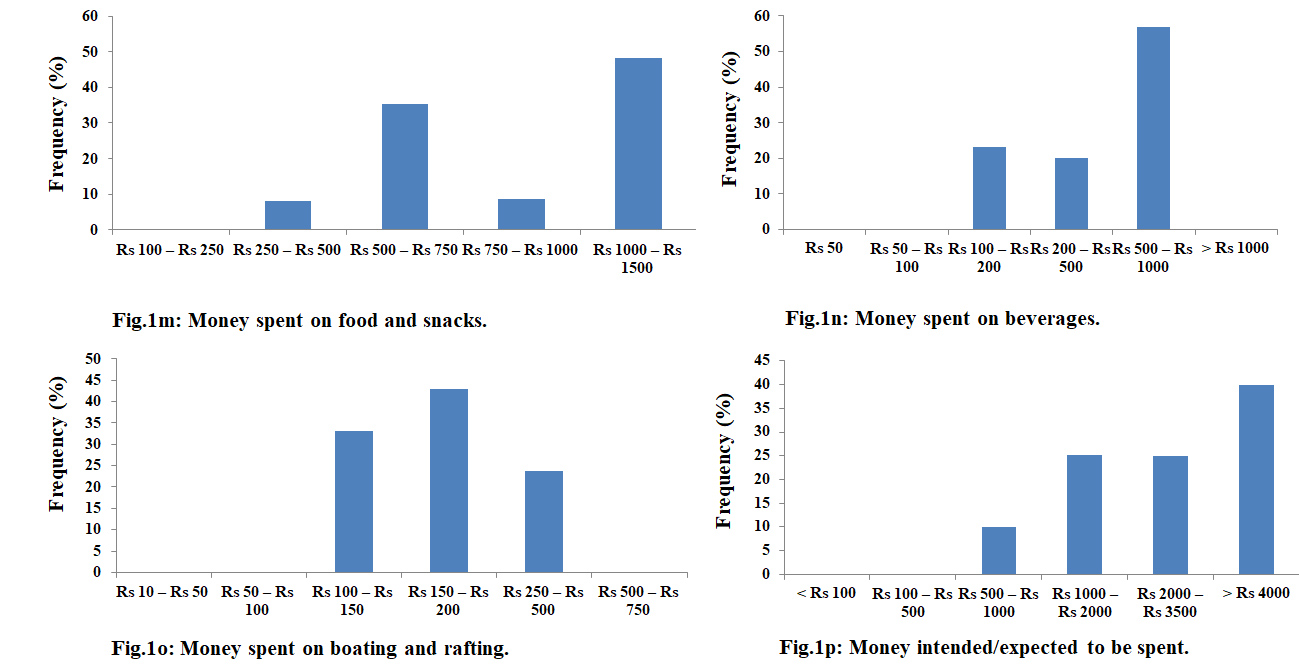 60
50
40
30
20
10
0
Frequency (%)
Rs 100 – Rs 250 Rs 250 – Rs 500 Rs 500 – Rs 750 Rs 750 – Rs 1000 Rs 1000 – Rs
1500
Fig.1m: Money spent on food and snacks.
60
50
40
30
20
10
0
Frequency (%)
Rs 50 Rs 50 – Rs Rs 100 – Rs Rs 200 – Rs Rs 500 – Rs > Rs 1000
100 200 500 1000
Fig.1n: Money spent on beverages.
50
45
40
35
30
25
20
15
10
5
0
Frequency (%)
Rs 10 – Rs 50 Rs 50 – Rs Rs 100 – Rs Rs 150 – Rs Rs 250 – Rs Rs 500 – Rs
100 150 200 500 750
Fig.1o: Money spent on boating and rafting.
45
40
35
30
25
20
15
10
5
0
Frequency (%)
< Rs 100 Rs 100 – Rs Rs 500 – Rs Rs 1000 – Rs 2000 – > Rs 4000
500 1000 Rs 2000 Rs 3500
Fig.1p: Money intended/expected to be spent.